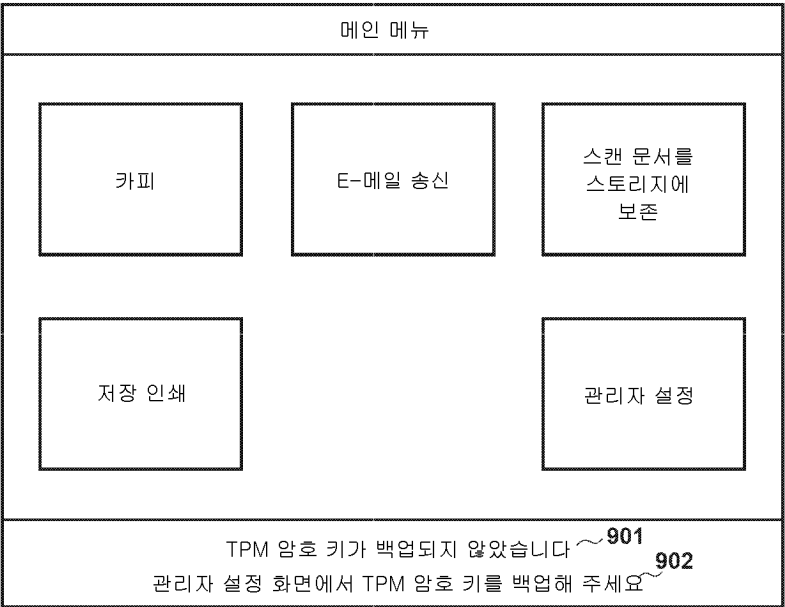 메인 메뉴
카피
E-메일 송신
스캔 문서를
스토리지에
보존
저장 인쇄
관리자 설정
TPM 암호 키가 백업되지 않았습니다 901
관리자 설정 화면에서 TPM 암호 키를 백업해 주세요 902